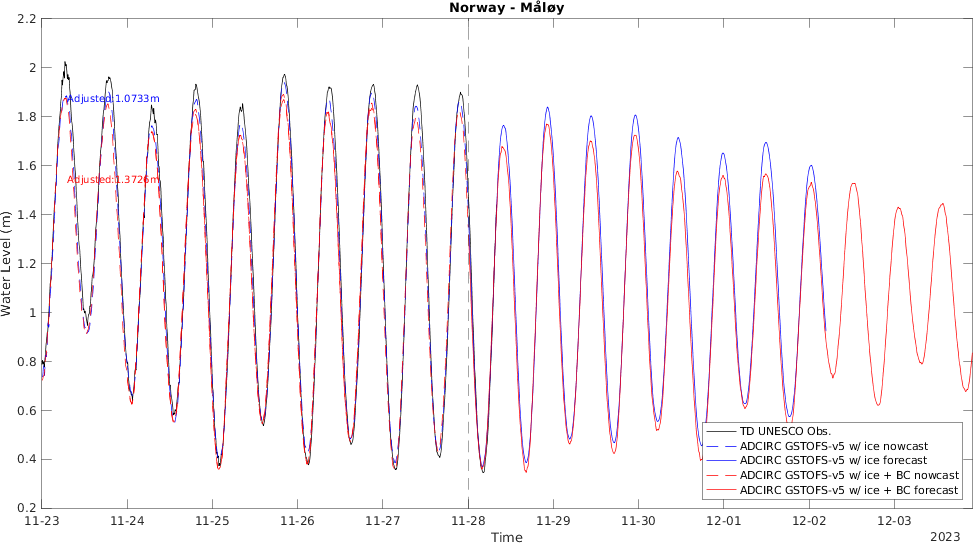 Norway - Måløy
2.2
2
1.8
1.6
1.4
1.2
1
0.8
0.6
0.4
0.2
Water Level (m)
Adjusted:1.0733m
Adjusted:1.3726m
TD UNESCO Obs.
ADCIRC GSTOFS-v5 w/ ice nowcast
ADCIRC GSTOFS-v5 w/ ice forecast
ADCIRC GSTOFS-v5 w/ ice + BC nowcast
ADCIRC GSTOFS-v5 w/ ice + BC forecast
11-23 11-24 11-25 11-26 11-27 11-28 11-29 11-30 12-01 12-02 12-03
Time
2023